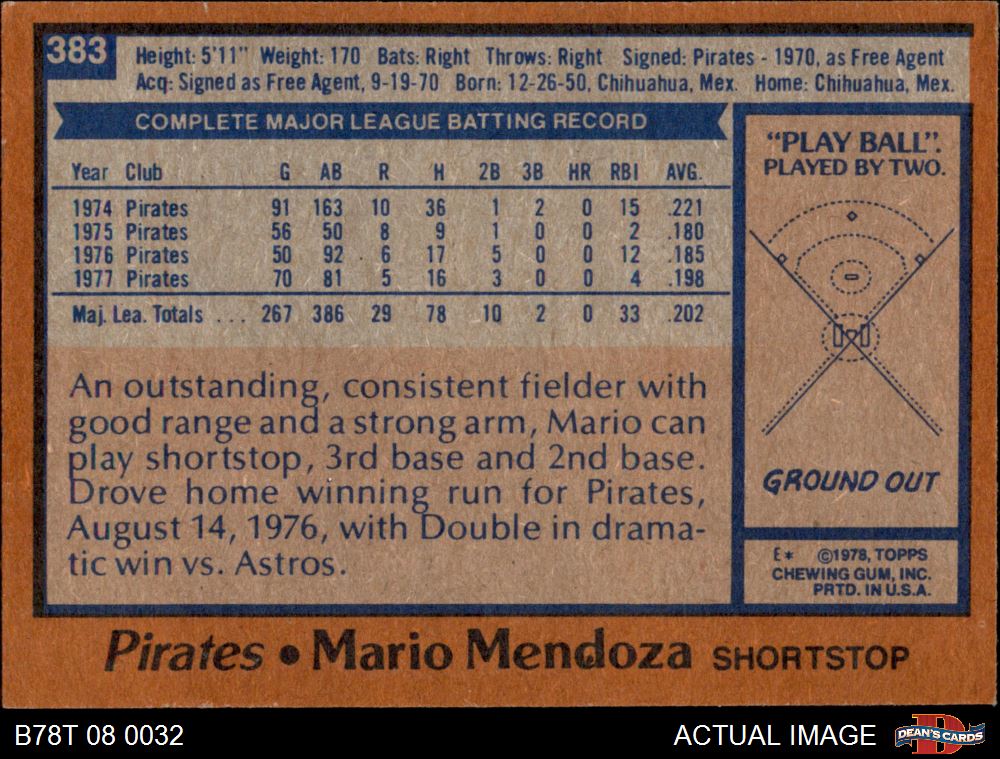 383
Height: 5'11" Weight: 170 Bats: Right Throws: Right Signed: Pirates - 1970, as Free Agent
Acq: Signed as Free Agent, 9-19-70 Born: 12-26-50, Chihuahua, Mex. Home: Chihuahua, Mex.
COMPLETE MAJOR LEAGUE BATTING RECORD
Year Club G AB R H 2B 3B HR RBI AVG.
1974 Pirates 91 163 10 36 1 2 0 15 .221
1975 Pirates 56 50 8 9 1 0 0 2 .180
1976 Pirates 50 92 6 17 5 0 0 12 .185
1977 Pirates 70 81 5 16 3 0 0 4 .198
Maj. Lea. Totals ... 267 386 29 78 10 2 0 33 .202
An outstanding, consistent fielder with
good range and a strong arm, Mario can
play shortstop, 3rd base and 2nd base.
Drove home winning run for Pirates,
August 14, 1976, with Double in drama-
tic win vs. Astros.
"PLAY BALL".
PLAYED BY TWO.
GROUND OUT
E* ©1978, TOPPS
CHEWING GUM, INC.
PRTD. IN U.S.A.
Pirates • Mario Mendoza SHORTSTOP
B78T 08 0032
ACTUAL IMAGE
D
DEAN'S CARDS